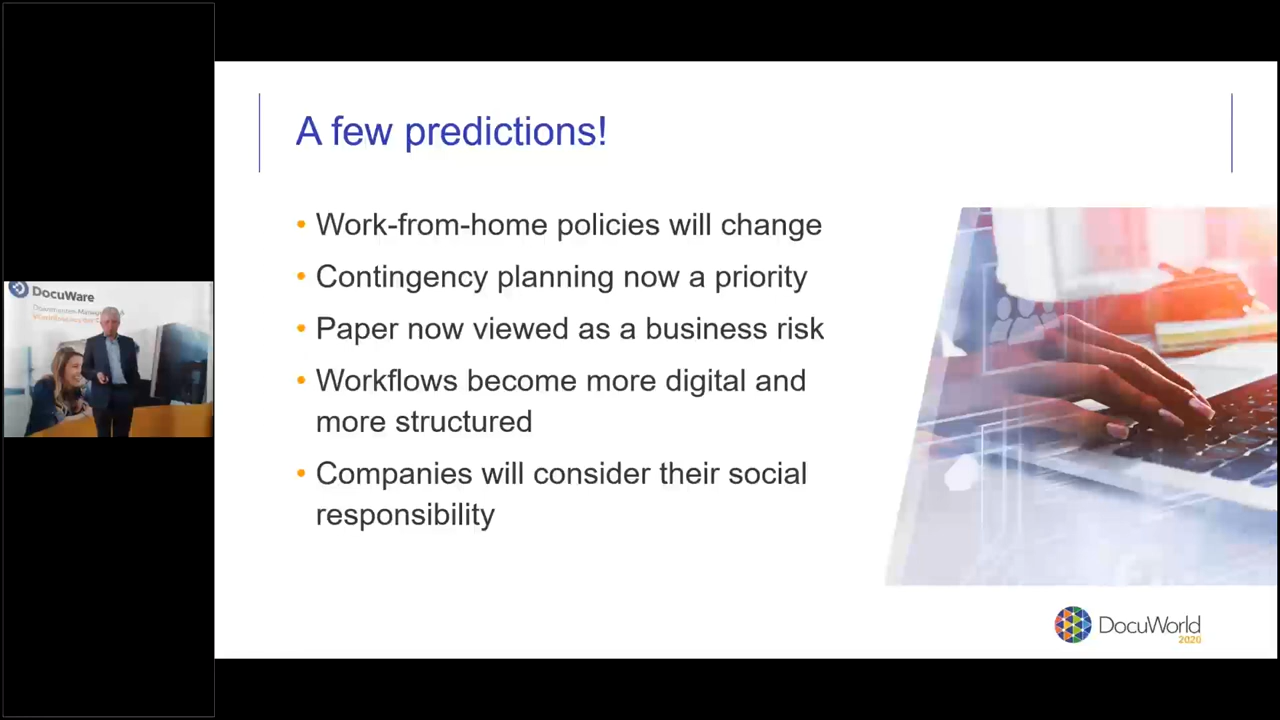 A few predictions!
• Work-from-home policies will change
• Contingency planning now a priority
• Paper now viewed as a business risk
• Workflows become more digital and
more structured
• Companies will consider their social
responsibility
DocuWare
DocuWorld
2020